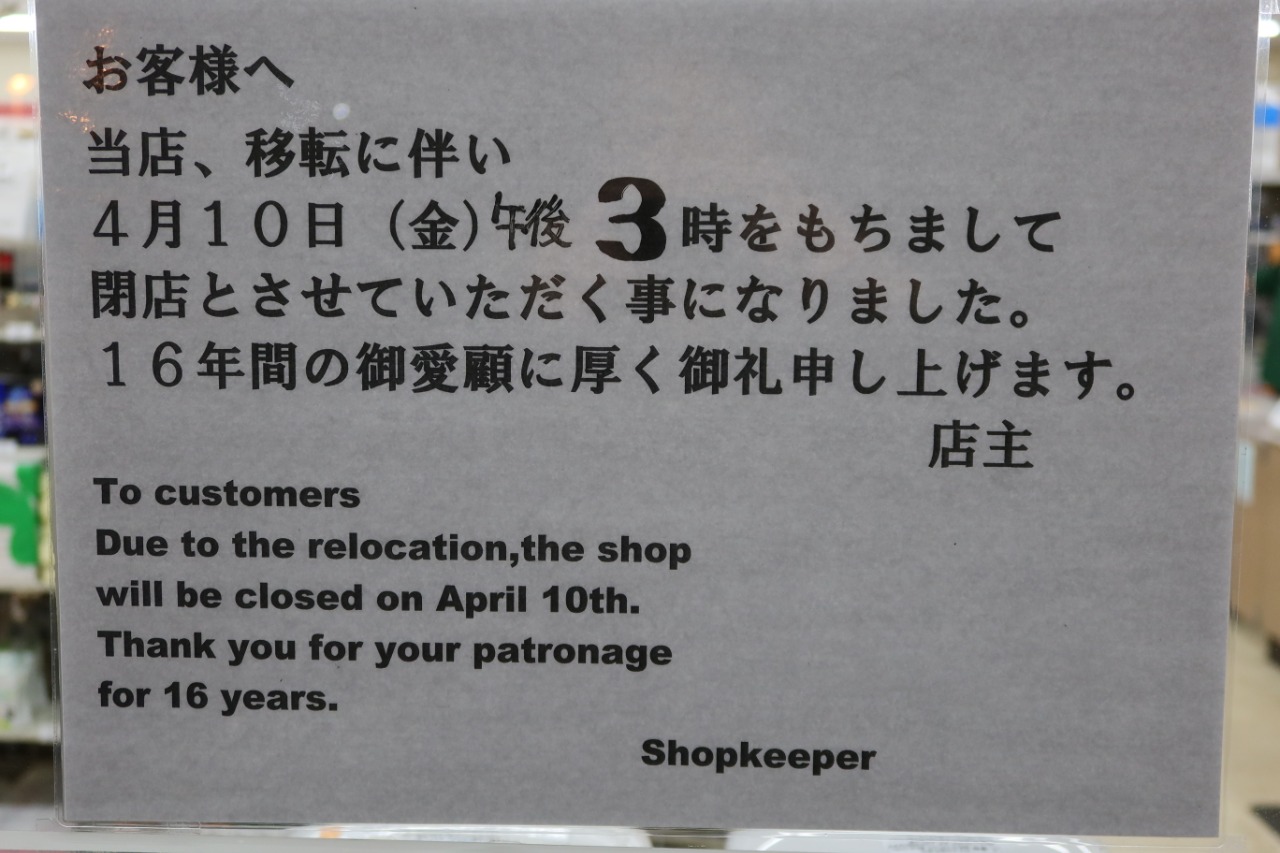 お客様へ
当店、移転に伴い
４月１０日（金）午後３時をもちまして
閉店とさせていただく事になりました。
１６年間の御愛顧に厚く御礼申し上げます。
店主
To customers
Due to the relocation,the shop
will be closed on April 10th.
Thank you for your patronage
for 16 years.
Shopkeeper